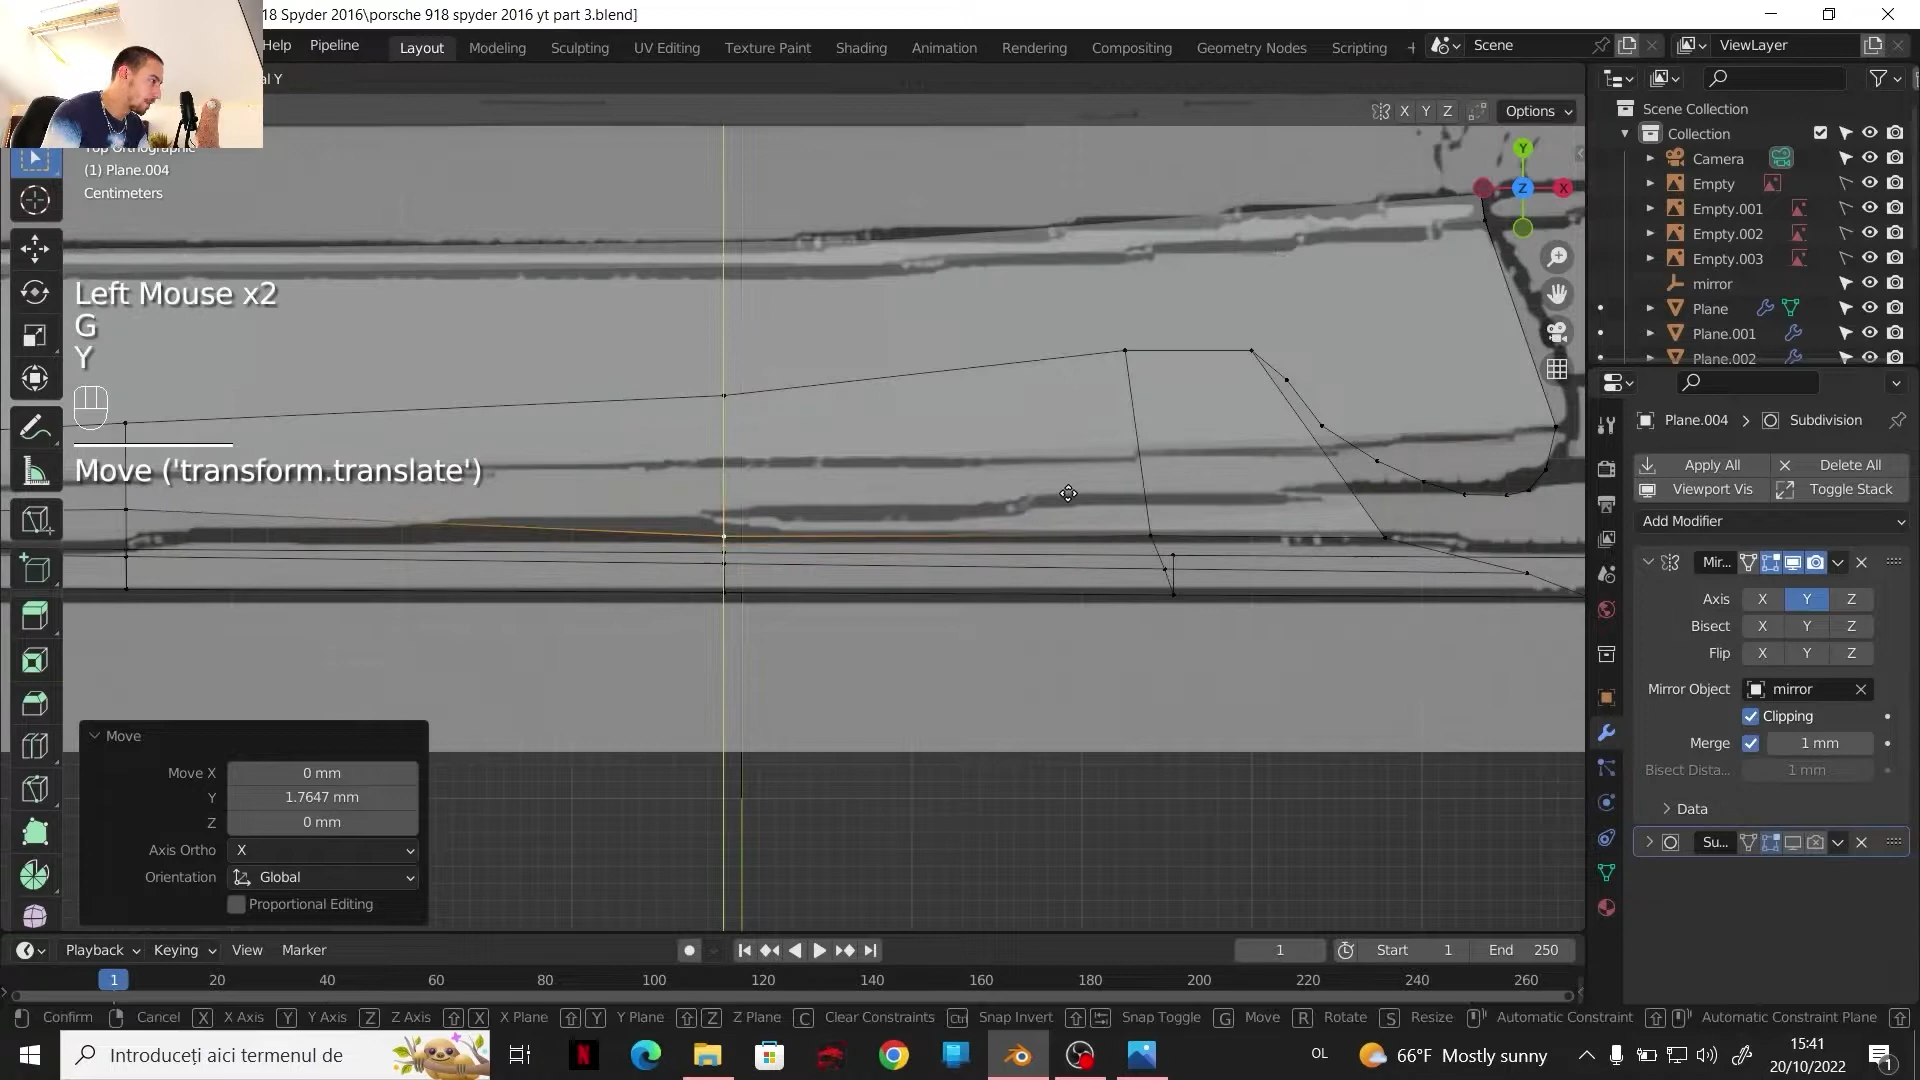 18 Spyder 2016\porsche 918 spyder 2016 yt part 3.blend]
Help Pipeline Layout Modeling Sculpting UV Editing Texture Paint Shading Animation Rendering Compositing Geometry Nodes Scripting + Scene ViewLayer
al Y
X Y Z Options
Top Orthographic
(1) Plane.004
Centimeters
Left Mouse x2
G
Y
Move ('transform.translate')
Y
Z X
Scene Collection
Collection
Camera
Empty
Empty.001
Empty.002
Empty.003
mirror
Plane
Plane.001
Plane.002
Plane.004 > Subdivision
Apply All Delete All
Viewport Vis Toggle Stack
Add Modifier
Mir...
Axis X Y Z
Bisect X Y Z
Flip X Y Z
Mirror Object mirror
Clipping
Merge 1 mm
Bisect Dista... 1 mm
Data
Su...
Move
Move X 0 mm
Y 1.7647 mm
Z 0 mm
Axis Ortho X
Orientation Global
Proportional Editing
Playback Keying View Marker 1 Start 1 End 250
1 20 40 60 80 100 120 140 160 180 200 220 240 260
Confirm Cancel X X Axis Y Y Axis Z Z Axis X X Plane Y Y Plane Z Z Plane C Clear Constraints Ctrl Snap Invert Snap Toggle G Move R Rotate S Resize Automatic Constraint Automatic Constraint Plane
Introduceți aici termenul de OL 66°F Mostly sunny 15:41
20/10/2022
1